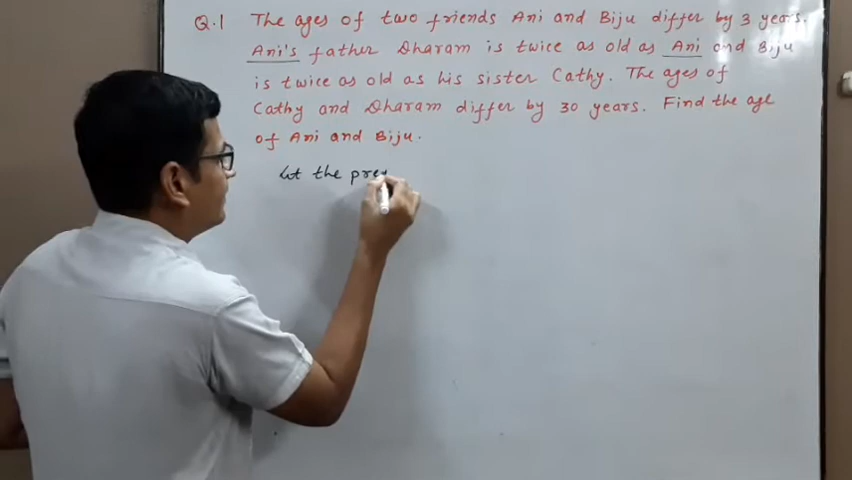 Q.1 The ages of two friends Ani and Biju differ by 3 years.
Ani's father Dharam is twice as old as Ani and Biju
is twice as old as his sister Cathy. The ages of
Cathy and Dharam differ by 30 years. Find the age
of Ani and Biju.
Let the pres